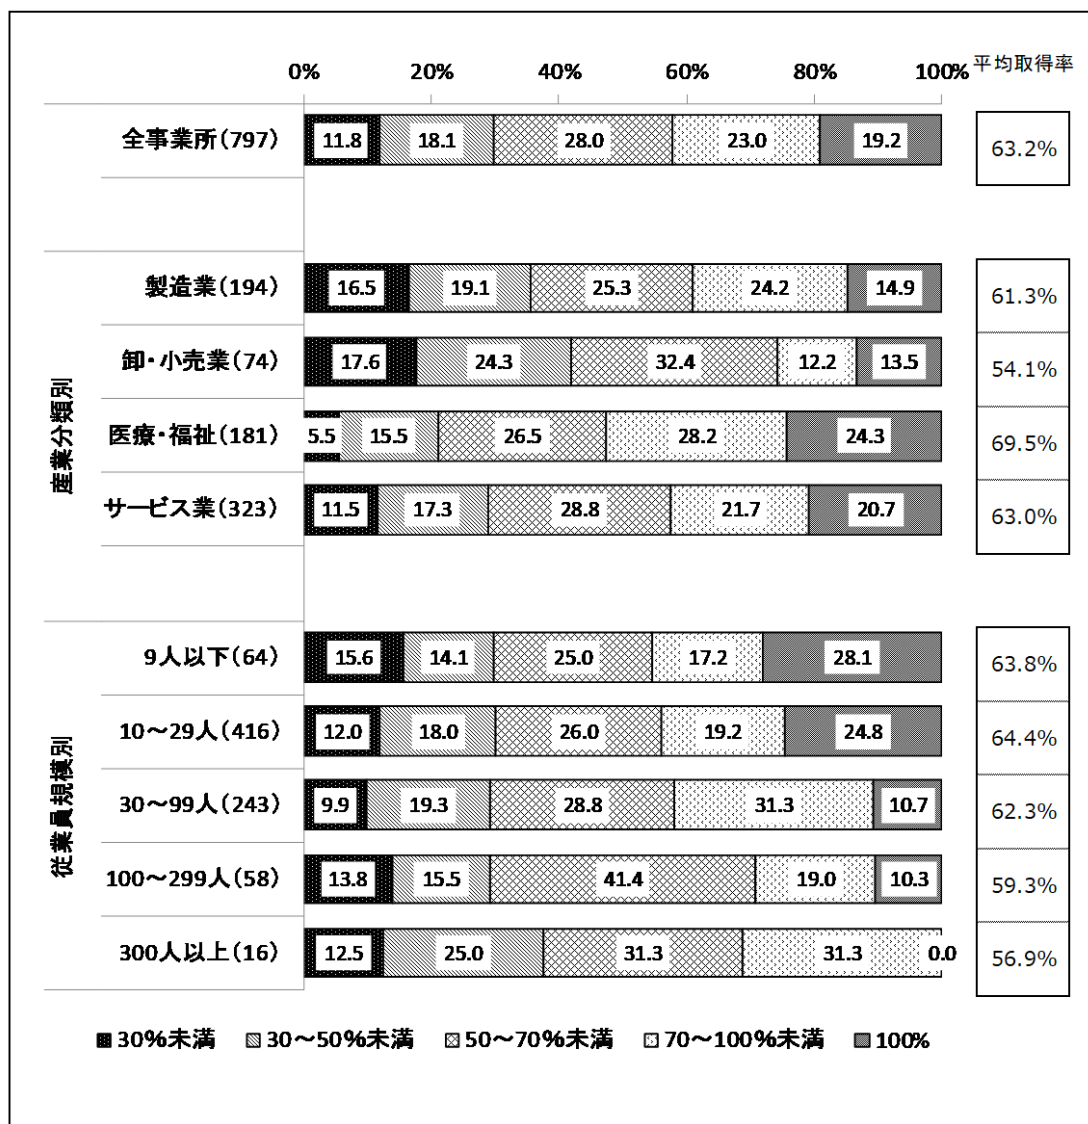 0% 20% 40% 60% 80% 100% 平均取得率
全事業所(797) 11.8 18.1 28.0 23.0 19.2 63.2%
産業分類別
製造業(194) 16.5 19.1 25.3 24.2 14.9 61.3%
卸・小売業(74) 17.6 24.3 32.4 12.2 13.5 54.1%
医療・福祉(181) 5.5 15.5 26.5 28.2 24.3 69.5%
サービス業(323) 11.5 17.3 28.8 21.7 20.7 63.0%
従業員規模別
9人以下(64) 15.6 14.1 25.0 17.2 28.1 63.8%
10～29人(416) 12.0 18.0 26.0 19.2 24.8 64.4%
30～99人(243) 9.9 19.3 28.8 31.3 10.7 62.3%
100～299人(58) 13.8 15.5 41.4 19.0 10.3 59.3%
300人以上(16) 12.5 25.0 31.3 31.3 0.0 56.9%
30%未満 30～50%未満 50～70%未満 70～100%未満 100%